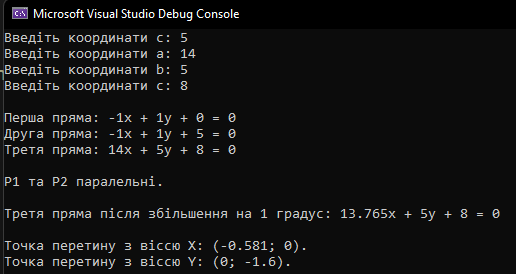 Microsoft Visual Studio Debug Console
Введіть координати c: 5
Введіть координати a: 14
Введіть координати b: 5
Введіть координати c: 8
Перша пряма: -1x + 1y + 0 = 0
Друга пряма: -1x + 1y + 5 = 0
Третя пряма: 14x + 5y + 8 = 0
P1 та P2 паралельні.
Третя пряма після збільшення на 1 градус: 13.765x + 5y + 8 = 0
Точка перетину з віссю X: (-0.581; 0).
Точка перетину з віссю Y: (0; -1.6).